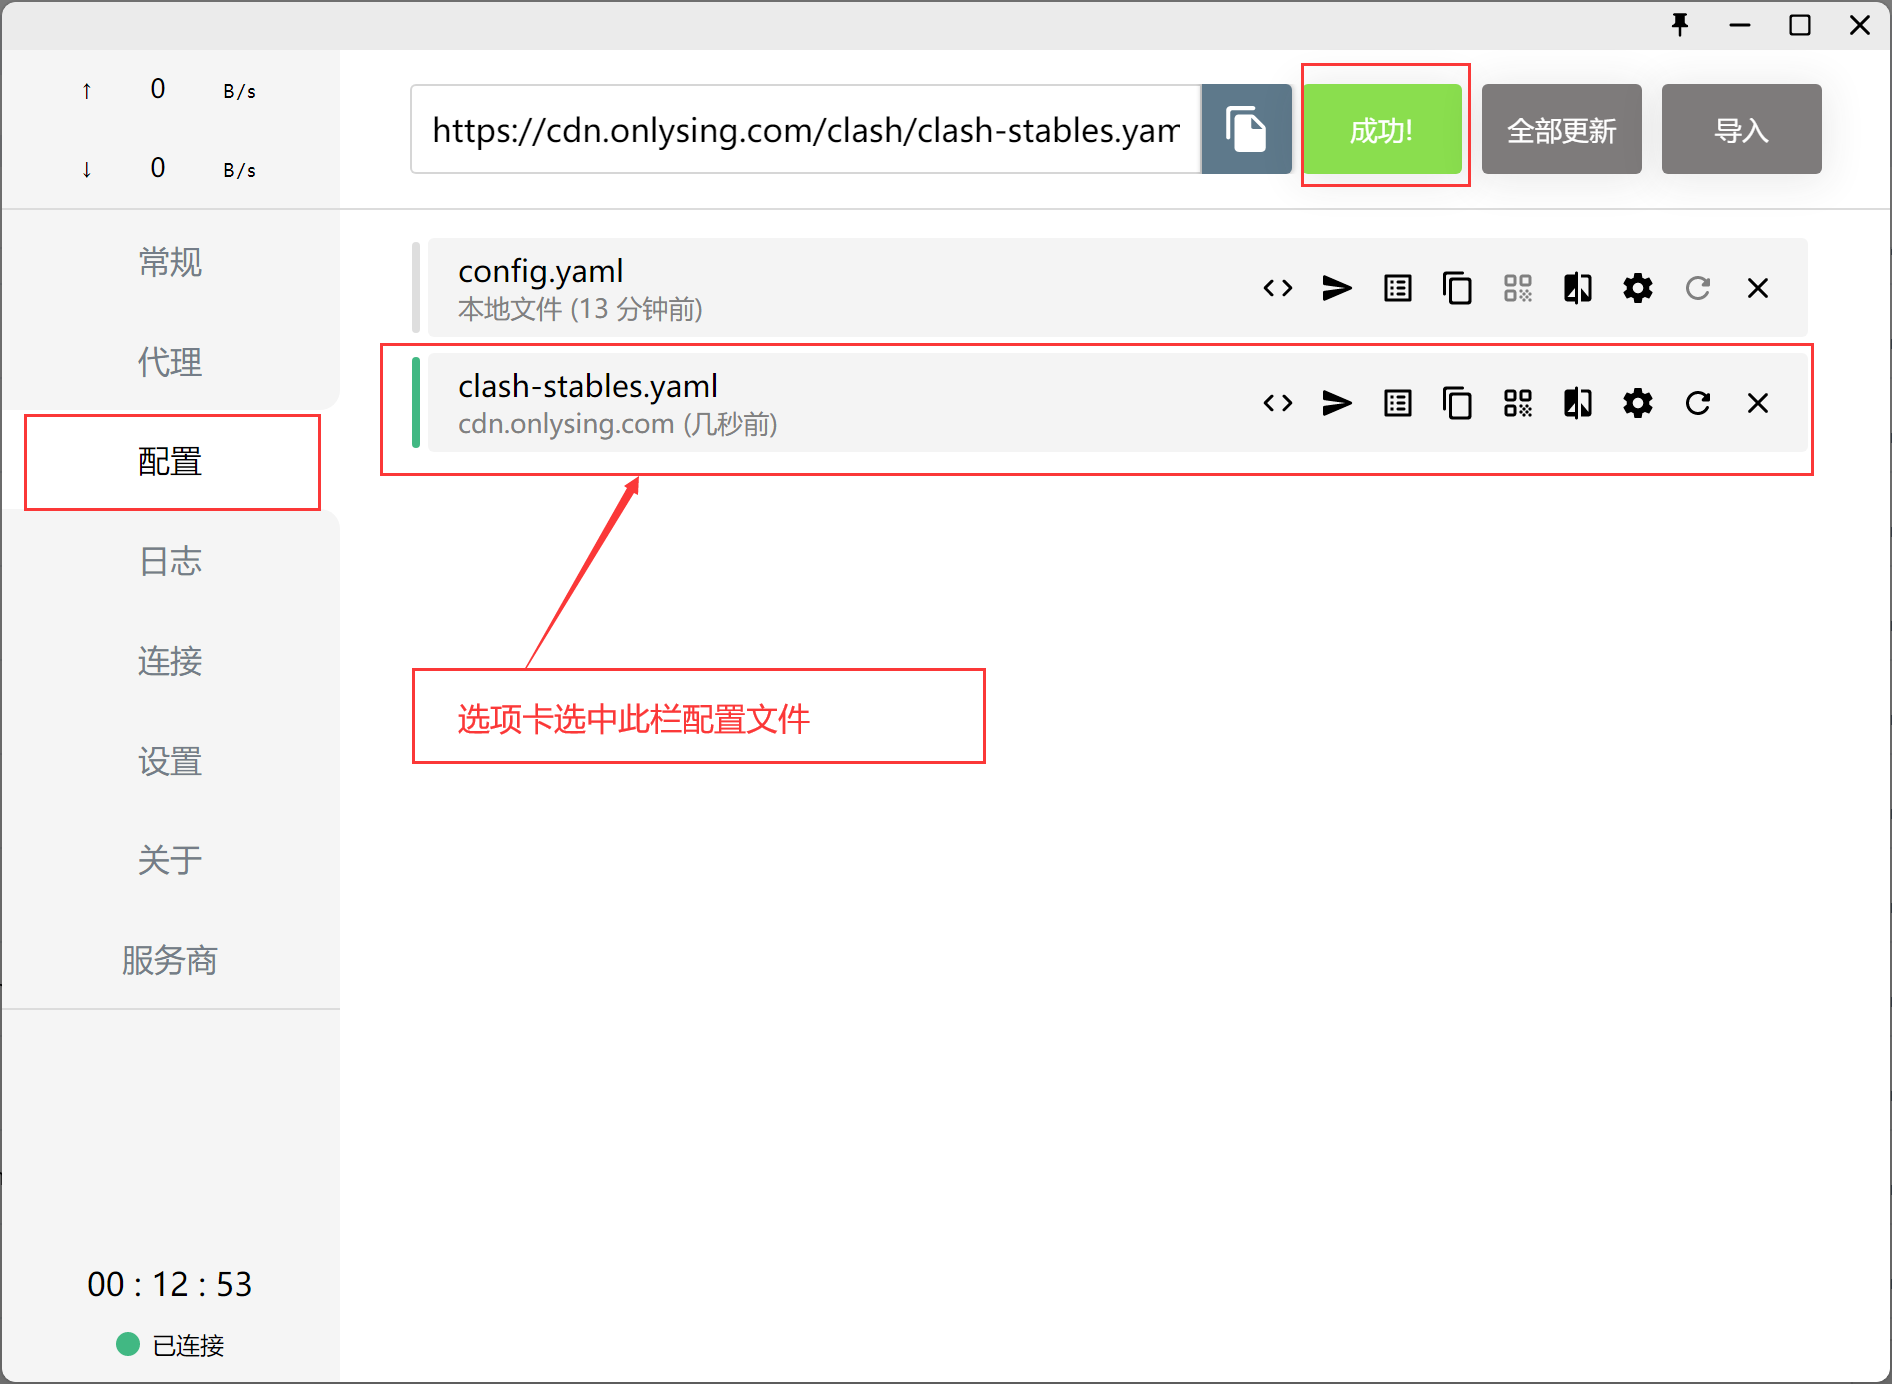 ↑ 0 B/s
↓ 0 B/s
https://cdn.onlysing.com/clash/clash-stables.yam
成功!
全部更新
导入
常规
代理
配置
日志
连接
设置
关于
服务商
config.yaml
本地文件 (13 分钟前)
clash-stables.yaml
cdn.onlysing.com (几秒前)
选项卡选中此栏配置文件
00 : 12 : 53
已连接